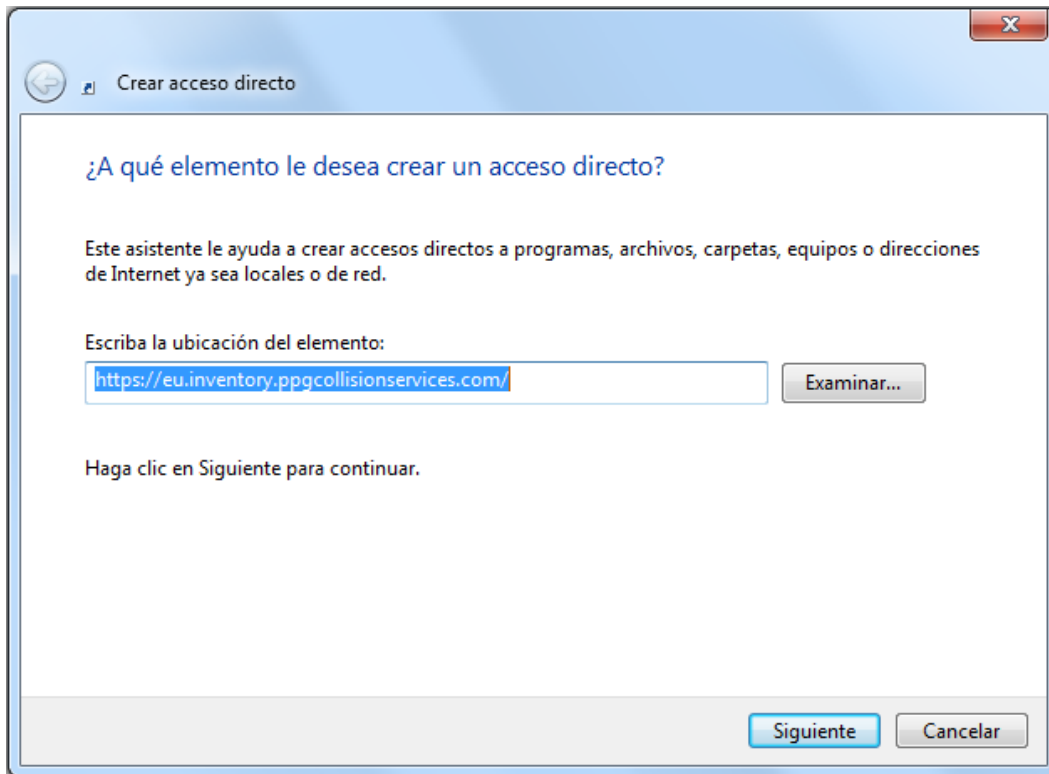 Crear acceso directo
¿A qué elemento le desea crear un acceso directo?
Este asistente le ayuda a crear accesos directos a programas, archivos, carpetas, equipos o direcciones
de Internet ya sea locales o de red.
Escriba la ubicación del elemento:
https://eu.inventory.ppgcollisionservices.com/
Examinar...
Haga clic en Siguiente para continuar.
Siguiente Cancelar